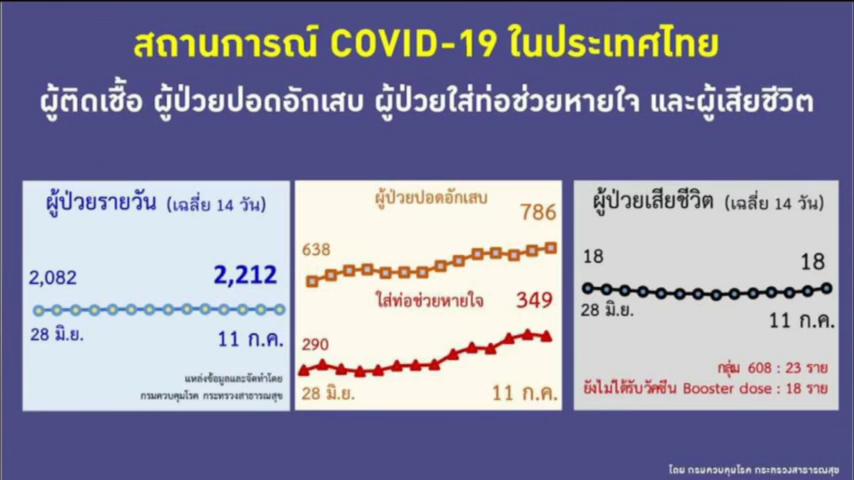 สถานการณ์ COVID-19 ในประเทศไทย
ผู้ติดเชื้อ ผู้ป่วยปอดอักเสบ ผู้ป่วยใส่ท่อช่วยหายใจ และผู้เสียชีวิต
ผู้ป่วยรายวัน (เฉลี่ย 14 วัน)
2,082
2,212
28 มิ.ย.
11 ก.ค.
แหล่งข้อมูลและจัดทำโดย
กรมควบคุมโรค กระทรวงสาธารณสุข
ผู้ป่วยปอดอักเสบ
786
638
ใส่ท่อช่วยหายใจ
349
290
28 มิ.ย.
11 ก.ค.
ผู้ป่วยเสียชีวิต (เฉลี่ย 14 วัน)
18
18
28 มิ.ย.
11 ก.ค.
กลุ่ม 608 : 23 ราย
ยังไม่ได้รับวัคซีน Booster dose : 18 ราย
โดย กรมควบคุมโรค กระทรวงสาธารณสุข